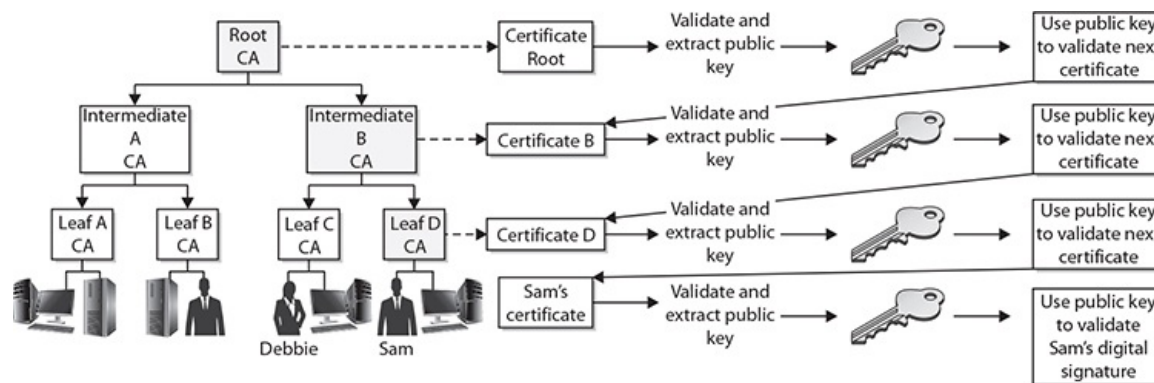 Root
CA
Certificate
Root
Validate and
extract public
key
Use public key
to validate next
certificate
Intermediate
A
CA
Intermediate
B
CA
Certificate B
Validate and
extract public
key
Use public key
to validate next
certificate
Leaf A
CA
Leaf B
CA
Leaf C
CA
Leaf D
CA
Certificate D
Validate and
extract public
key
Use public key
to validate next
certificate
Debbie
Sam
Sam's
certificate
Validate and
extract public
key
Use public key
to validate
Sam's digital
signature